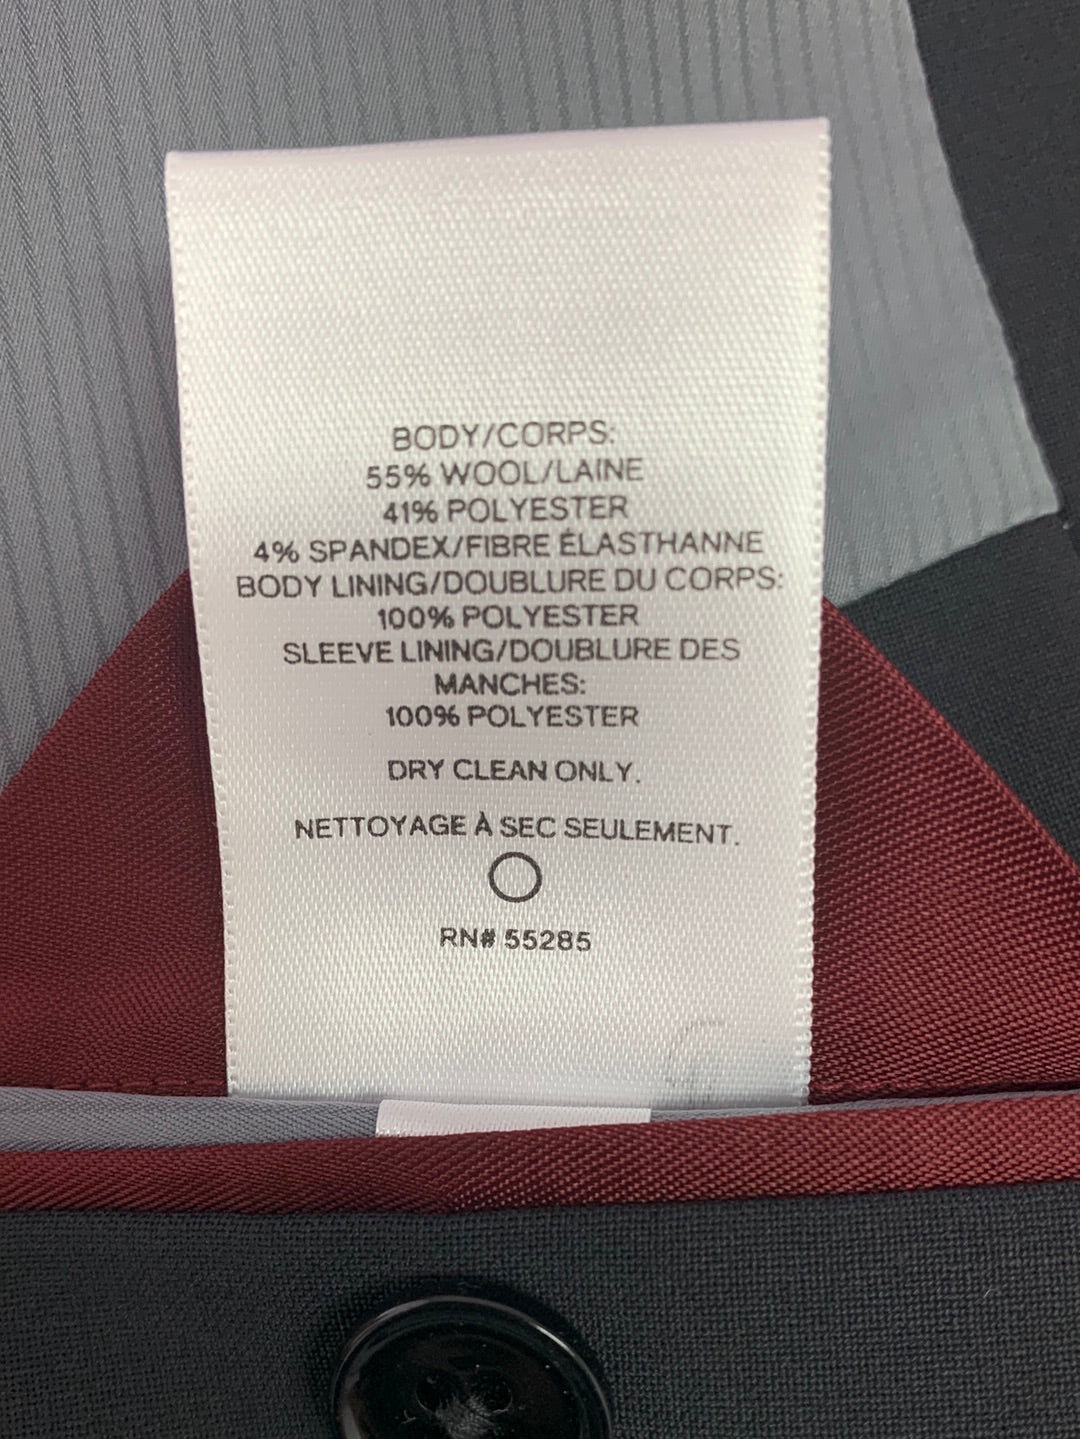 BODY/CORPS:
55% WOOL/LAINE
41% POLYESTER
4% SPANDEX/FIBRE ÉLASTHANNE
BODY LINING/DOUBLURE DU CORPS:
100% POLYESTER
SLEEVE LINING/DOUBLURE DES
MANCHES:
100% POLYESTER
DRY CLEAN ONLY.
NETTOYAGE À SEC SEULEMENT.
RN# 55285